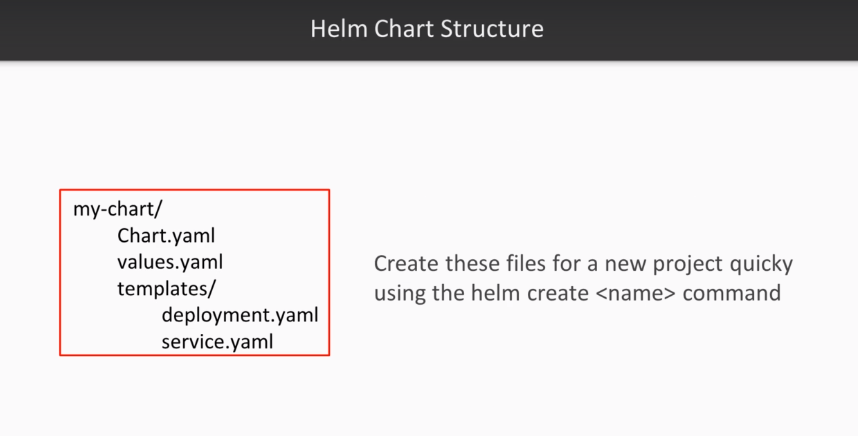 Helm Chart Structure
my-chart/
Chart.yaml
values.yaml
templates/
deployment.yaml
service.yaml
Create these files for a new project quicky
using the helm create <name> command